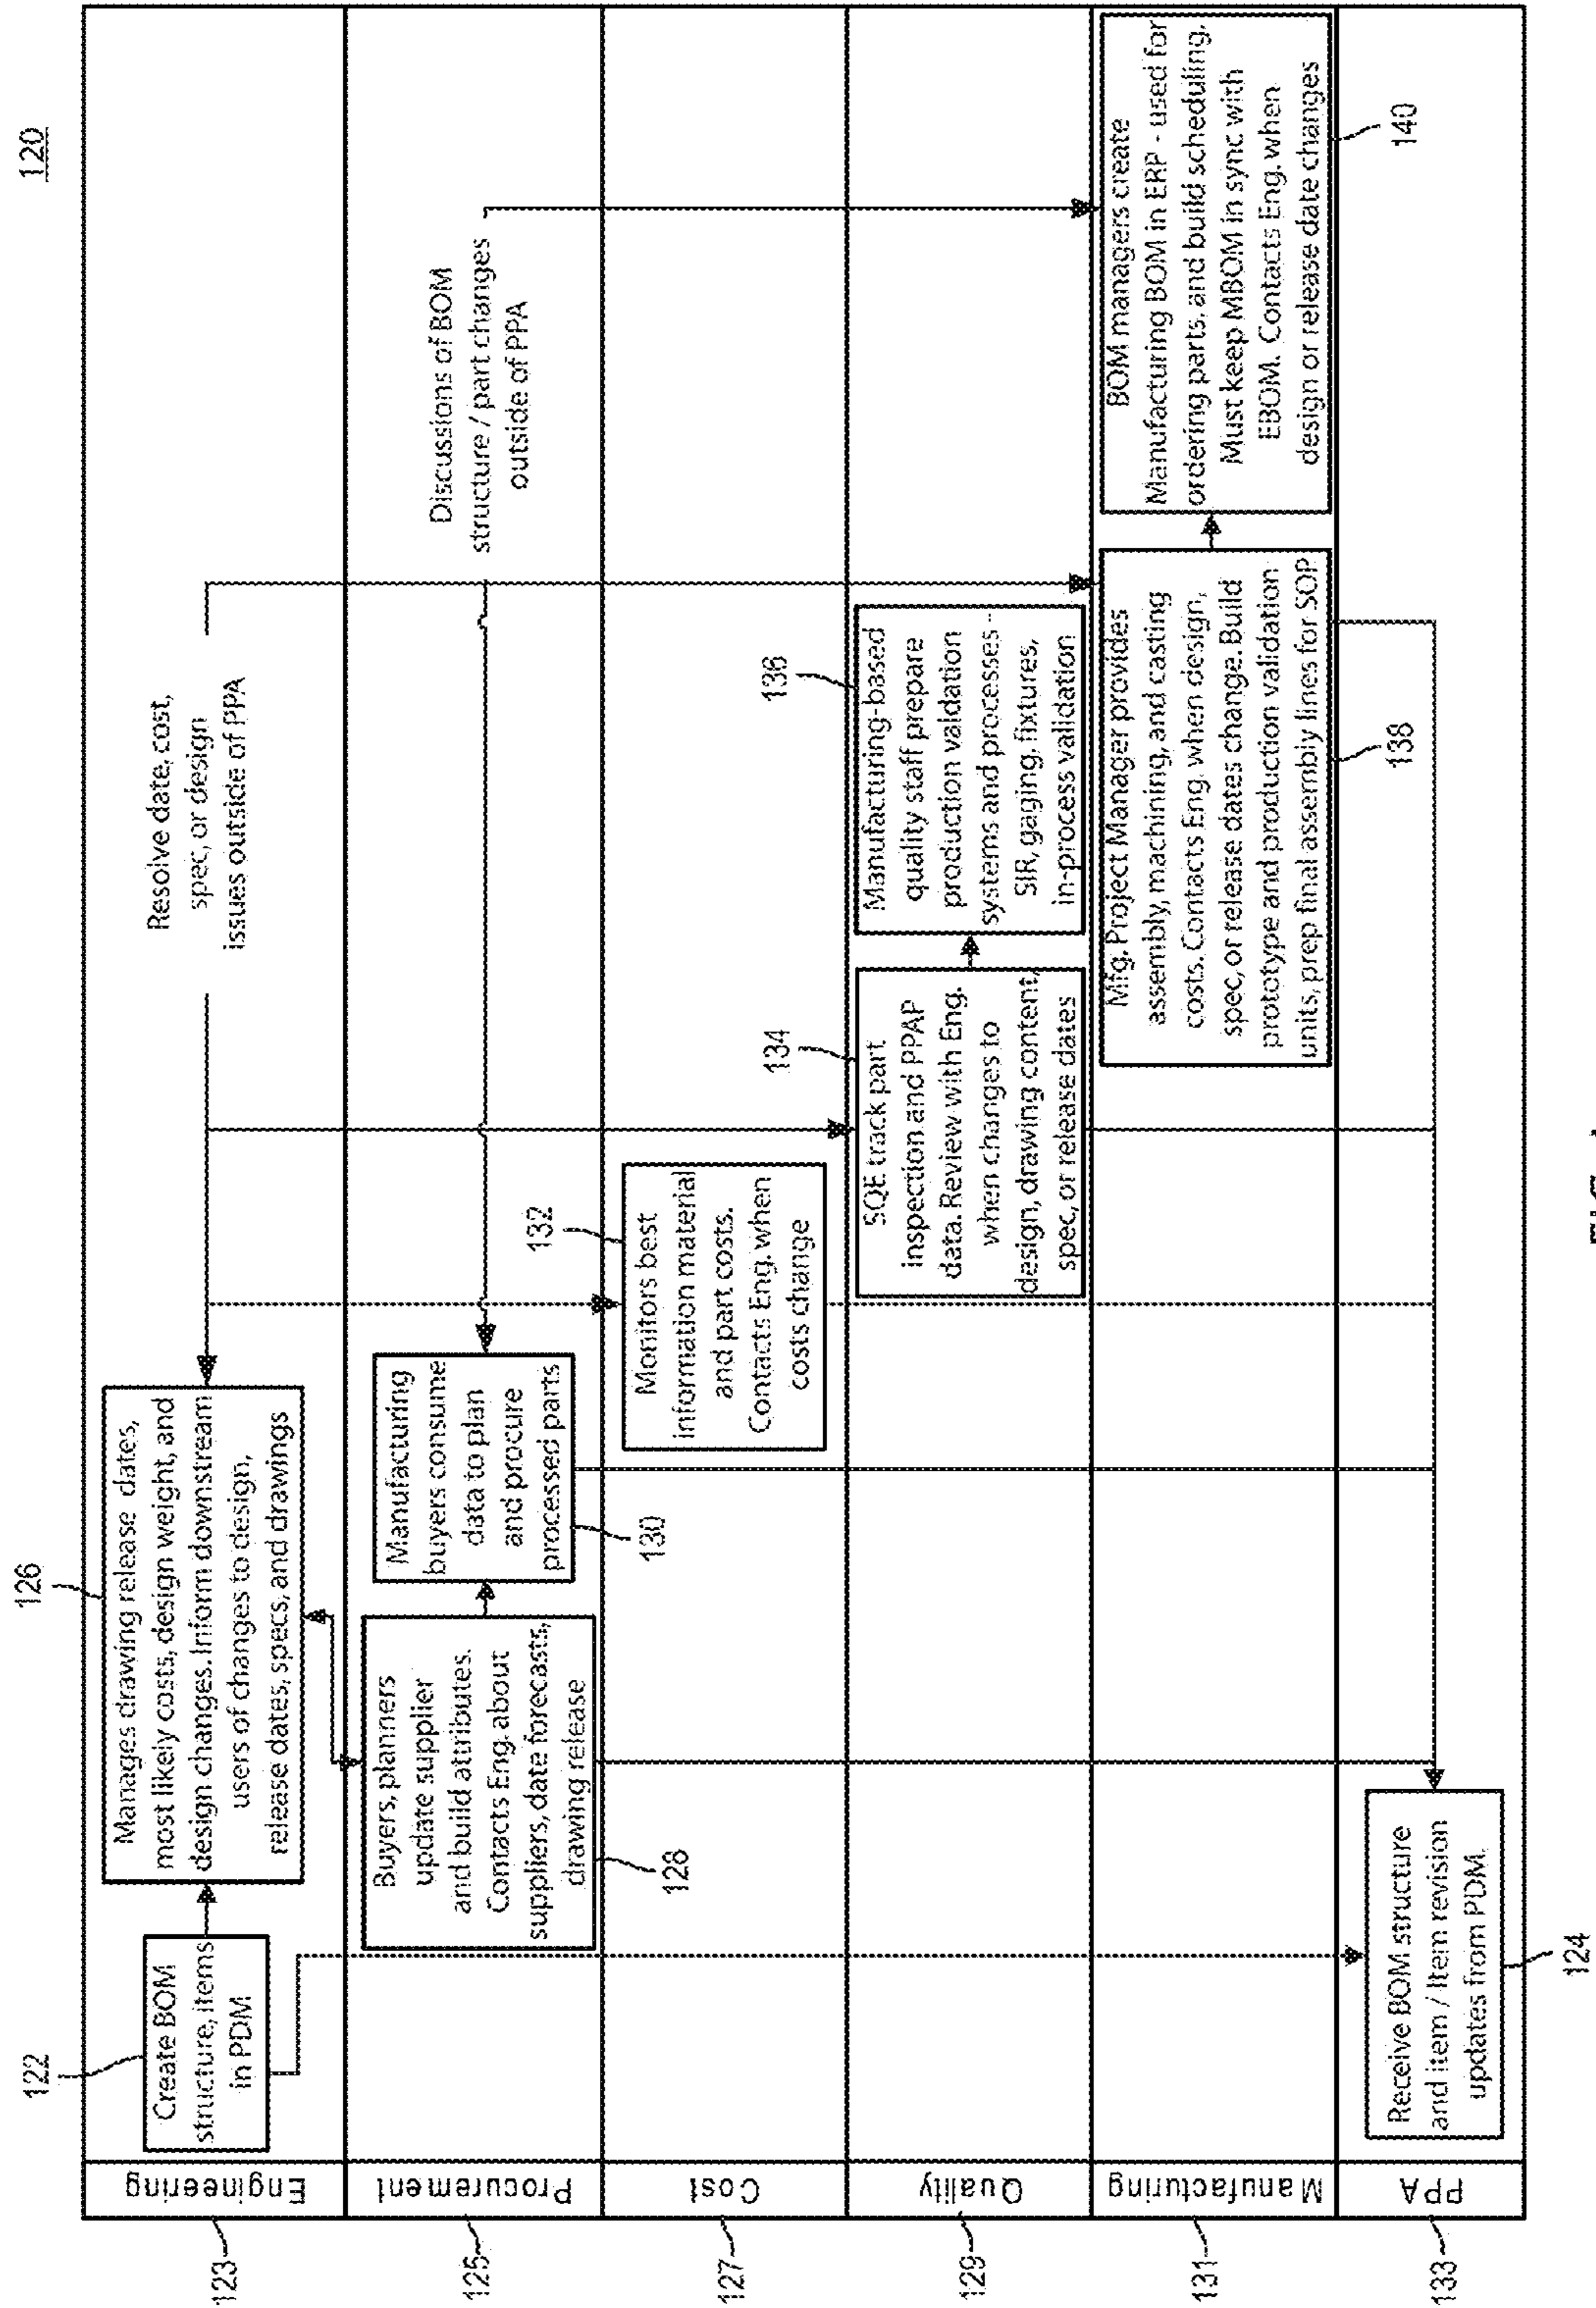 120
122
Create BOM
structure, items
in PDM
126
Manages drawing release dates,
most likely costs, design weight, and
design changes. Inform downstream
users of changes to design,
release dates, specs, and drawings
Resolve date, cost,
spec, or design
issues outside of PPA
Engineering
123
Buyers, planners
update supplier
and build attributes.
Contacts Eng. about
suppliers, date forecasts,
drawing release
128
Manufacturing
buyers consume
data to plan
and procure
processed parts
130
Discussions of BOM
structure / part changes
outside of PPA
Procurement
125
132
Monitors best
information material
and part costs.
Contacts Eng. when
costs change
Cost
127
134
SQE track part
inspection and PPAP
data. Review with Eng.
when changes to
design, drawing content,
spec, or release dates
136
Manufacturing-based
quality staff prepare
production validation
systems and processes -
SIR, gaging, fixtures,
in-process validation
Quality
129
Mfg. Project Manager provides
assembly, machining, and casting
costs. Contacts Eng. when design,
spec, or release dates change. Build
prototype and production validation
units, prep final assembly lines for SOP
138
BOM managers create
Manufacturing BOM in ERP - used for
ordering parts, and build scheduling.
Must keep MBOM in sync with
EBOM. Contacts Eng. when
design or release date changes
140
Manufacturing
131
Receive BOM structure
and item / item revision
updates from PDM.
124
PPA
133